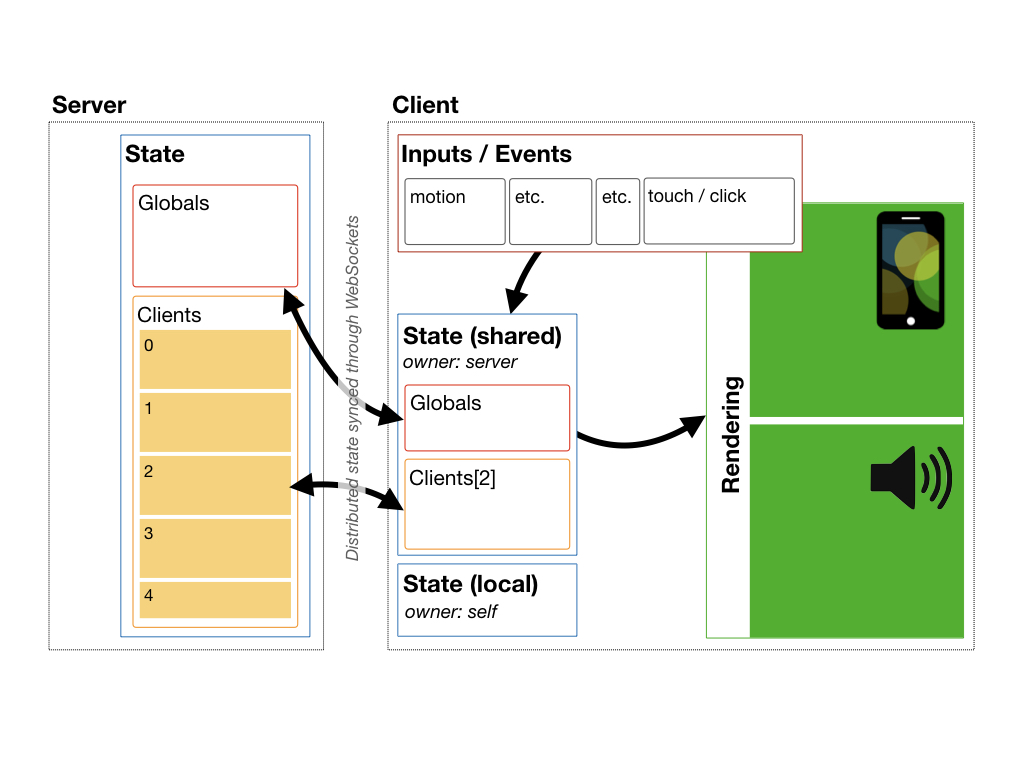 Server
State
Globals
Clients
0
1
2
3
4
Distributed state synced through WebSockets
Client
Inputs / Events
motion
etc.
etc.
touch / click
State (shared)
owner: server
Globals
Clients[2]
State (local)
owner: self
Rendering